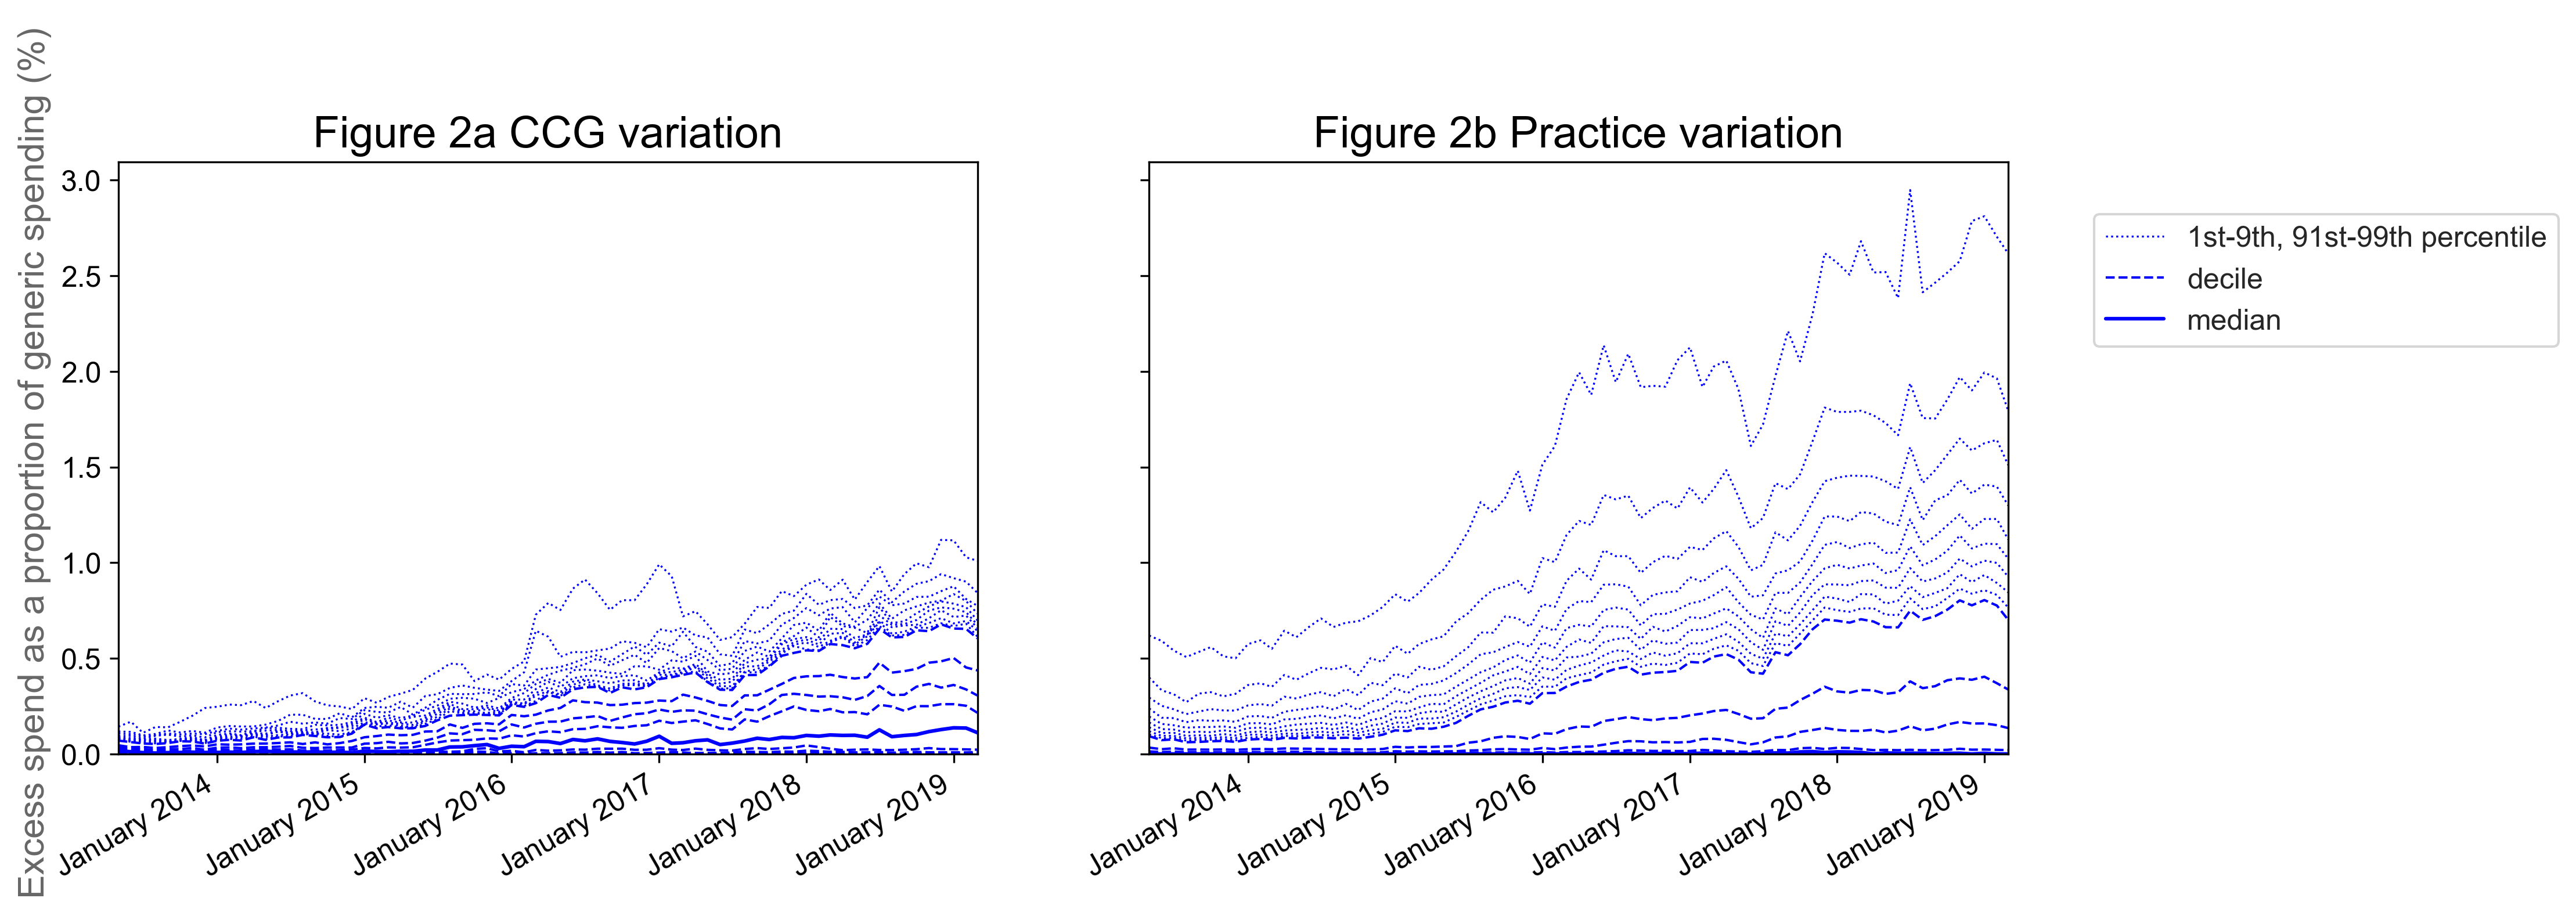 Excess spend as a proportion of generic spending (%)
Figure 2a CCG variation
3.0
2.5
2.0
1.5
1.0
0.5
0.0
January 2014
January 2015
January 2016
January 2017
January 2018
January 2019
Figure 2b Practice variation
January 2014
January 2015
January 2016
January 2017
January 2018
January 2019
1st-9th, 91st-99th percentile
decile
median